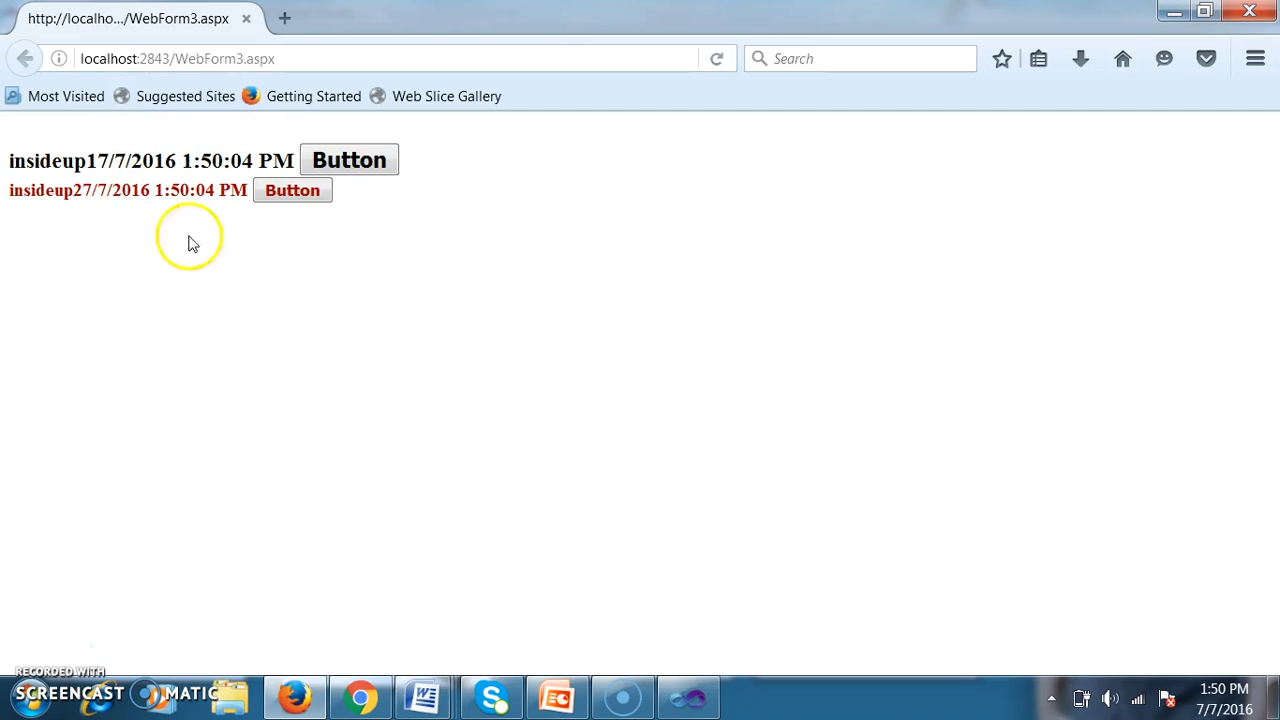 http://localho.../WebForm3.aspx
localhost:2843/WebForm3.aspx
Search
Most Visited Suggested Sites Getting Started Web Slice Gallery
insideup17/7/2016 1:50:04 PM Button
insideup27/7/2016 1:50:04 PM Button
RECORDED WITH
SCREENCAST MATIC
1:50 PM
7/7/2016